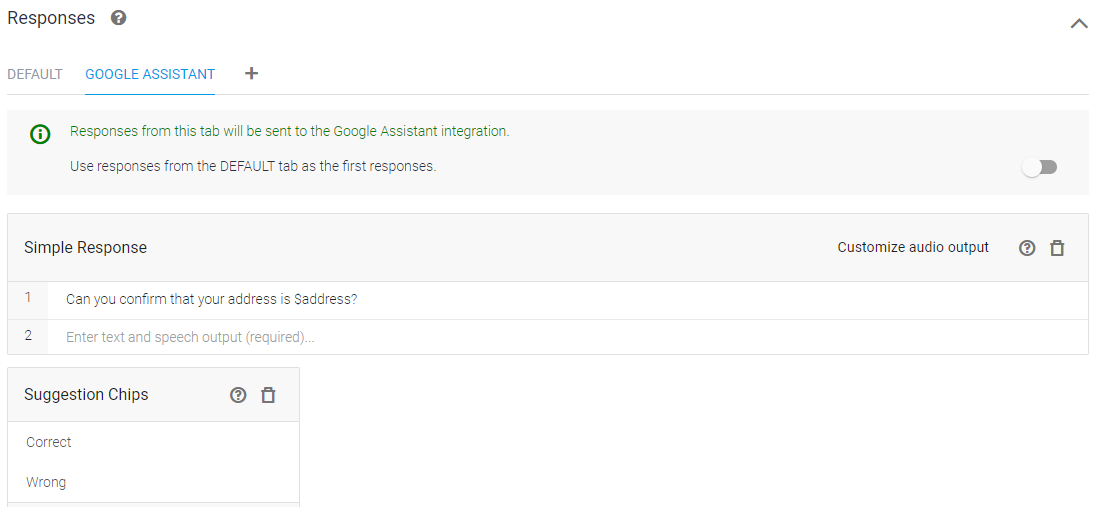 Responses
DEFAULT GOOGLE ASSISTANT +
Responses from this tab will be sent to the Google Assistant integration.
Use responses from the DEFAULT tab as the first responses.
Simple Response Customize audio output
1 Can you confirm that your address is $address?
2 Enter text and speech output (required)...
Suggestion Chips
Correct
Wrong